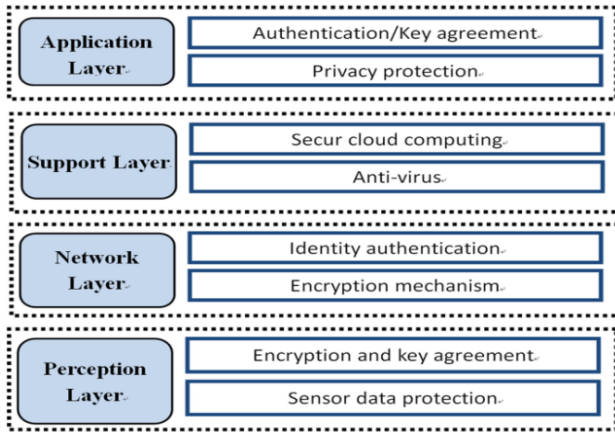 Application
Layer
Authentication/Key agreement
Privacy protection
Support Layer
Secur cloud computing
Anti-virus
Network
Layer
Identity authentication
Encryption mechanism
Perception
Layer
Encryption and key agreement
Sensor data protection